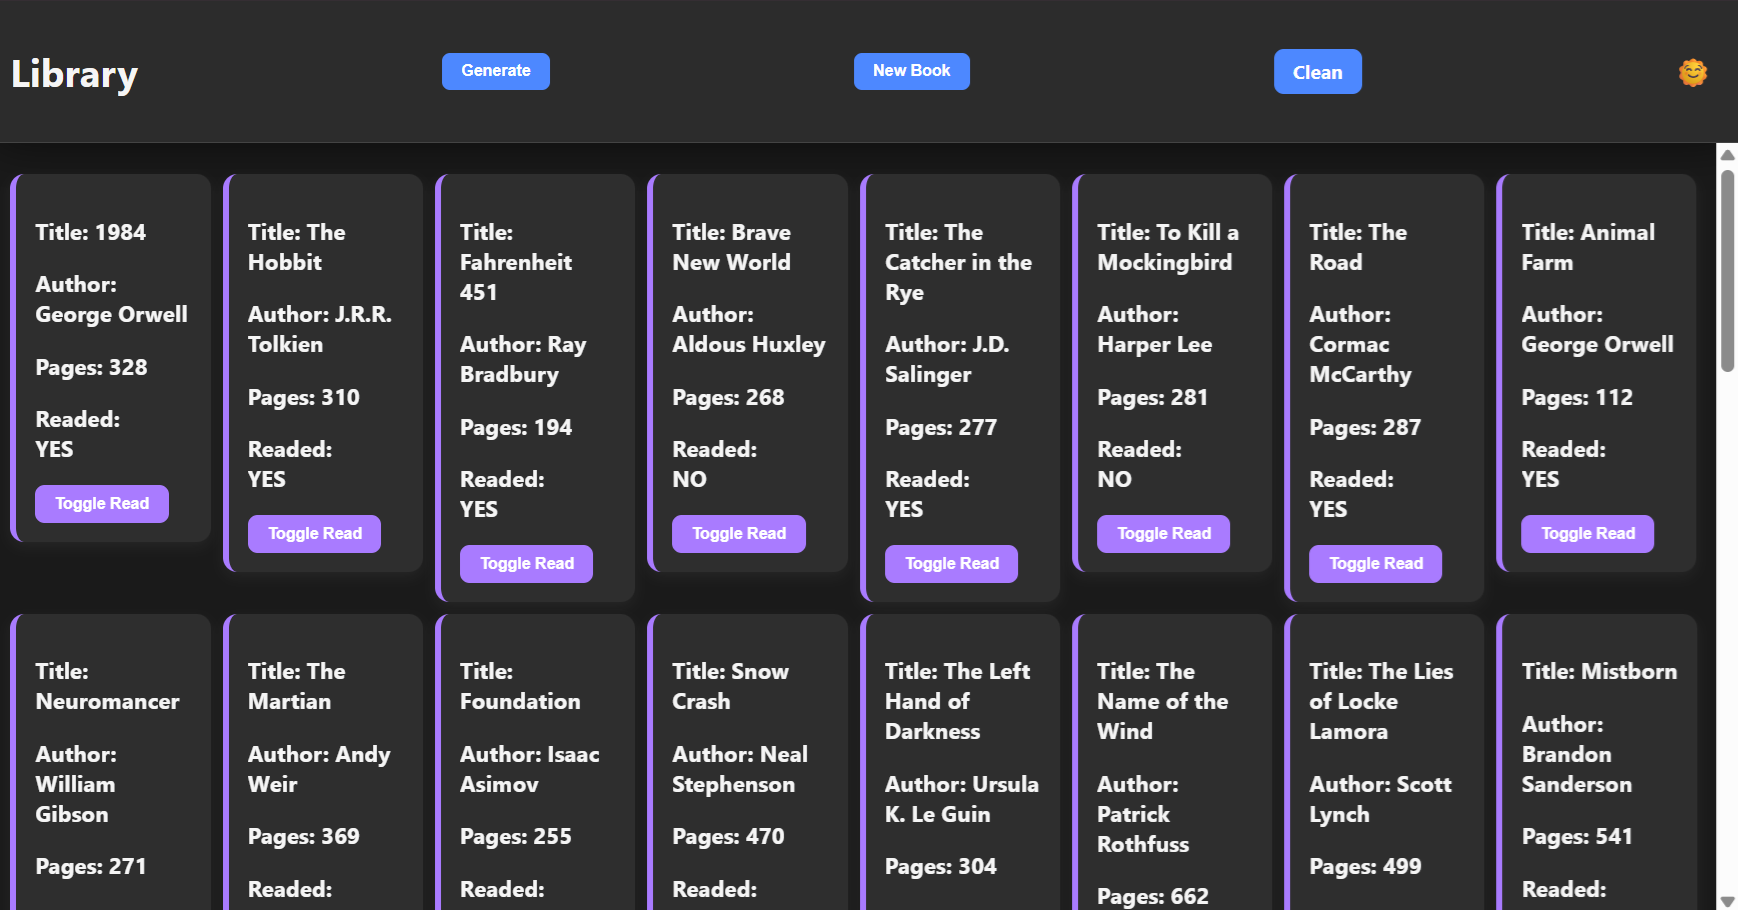 Library
Generate
New Book
Clean
Title: 1984
Author:
George Orwell
Pages: 328
Readed:
YES
Toggle Read
Title: The
Hobbit
Author: J.R.R.
Tolkien
Pages: 310
Readed:
YES
Toggle Read
Title:
Fahrenheit
451
Author: Ray
Bradbury
Pages: 194
Readed:
YES
Toggle Read
Title: Brave
New World
Author:
Aldous Huxley
Pages: 268
Readed:
NO
Toggle Read
Title: The
Catcher in the
Rye
Author: J.D.
Salinger
Pages: 277
Readed:
YES
Toggle Read
Title: To Kill a
Mockingbird
Author:
Harper Lee
Pages: 281
Readed:
NO
Toggle Read
Title: The
Road
Author:
Cormac
McCarthy
Pages: 287
Readed:
YES
Toggle Read
Title: Animal
Farm
Author:
George Orwell
Pages: 112
Readed:
YES
Toggle Read
Title:
Neuromancer
Author:
William
Gibson
Pages: 271
Title: The
Martian
Author: Andy
Weir
Pages: 369
Readed:
Title:
Foundation
Author: Isaac
Asimov
Pages: 255
Readed:
Title: Snow
Crash
Author: Neal
Stephenson
Pages: 470
Readed:
Title: The Left
Hand of
Darkness
Author: Ursula
K. Le Guin
Pages: 304
Title: The
Name of the
Wind
Author:
Patrick
Rothfuss
Pages: 662
Title: The Lies
of Locke
Lamora
Author: Scott
Lynch
Pages: 499
Title: Mistborn
Author:
Brandon
Sanderson
Pages: 541
Readed: